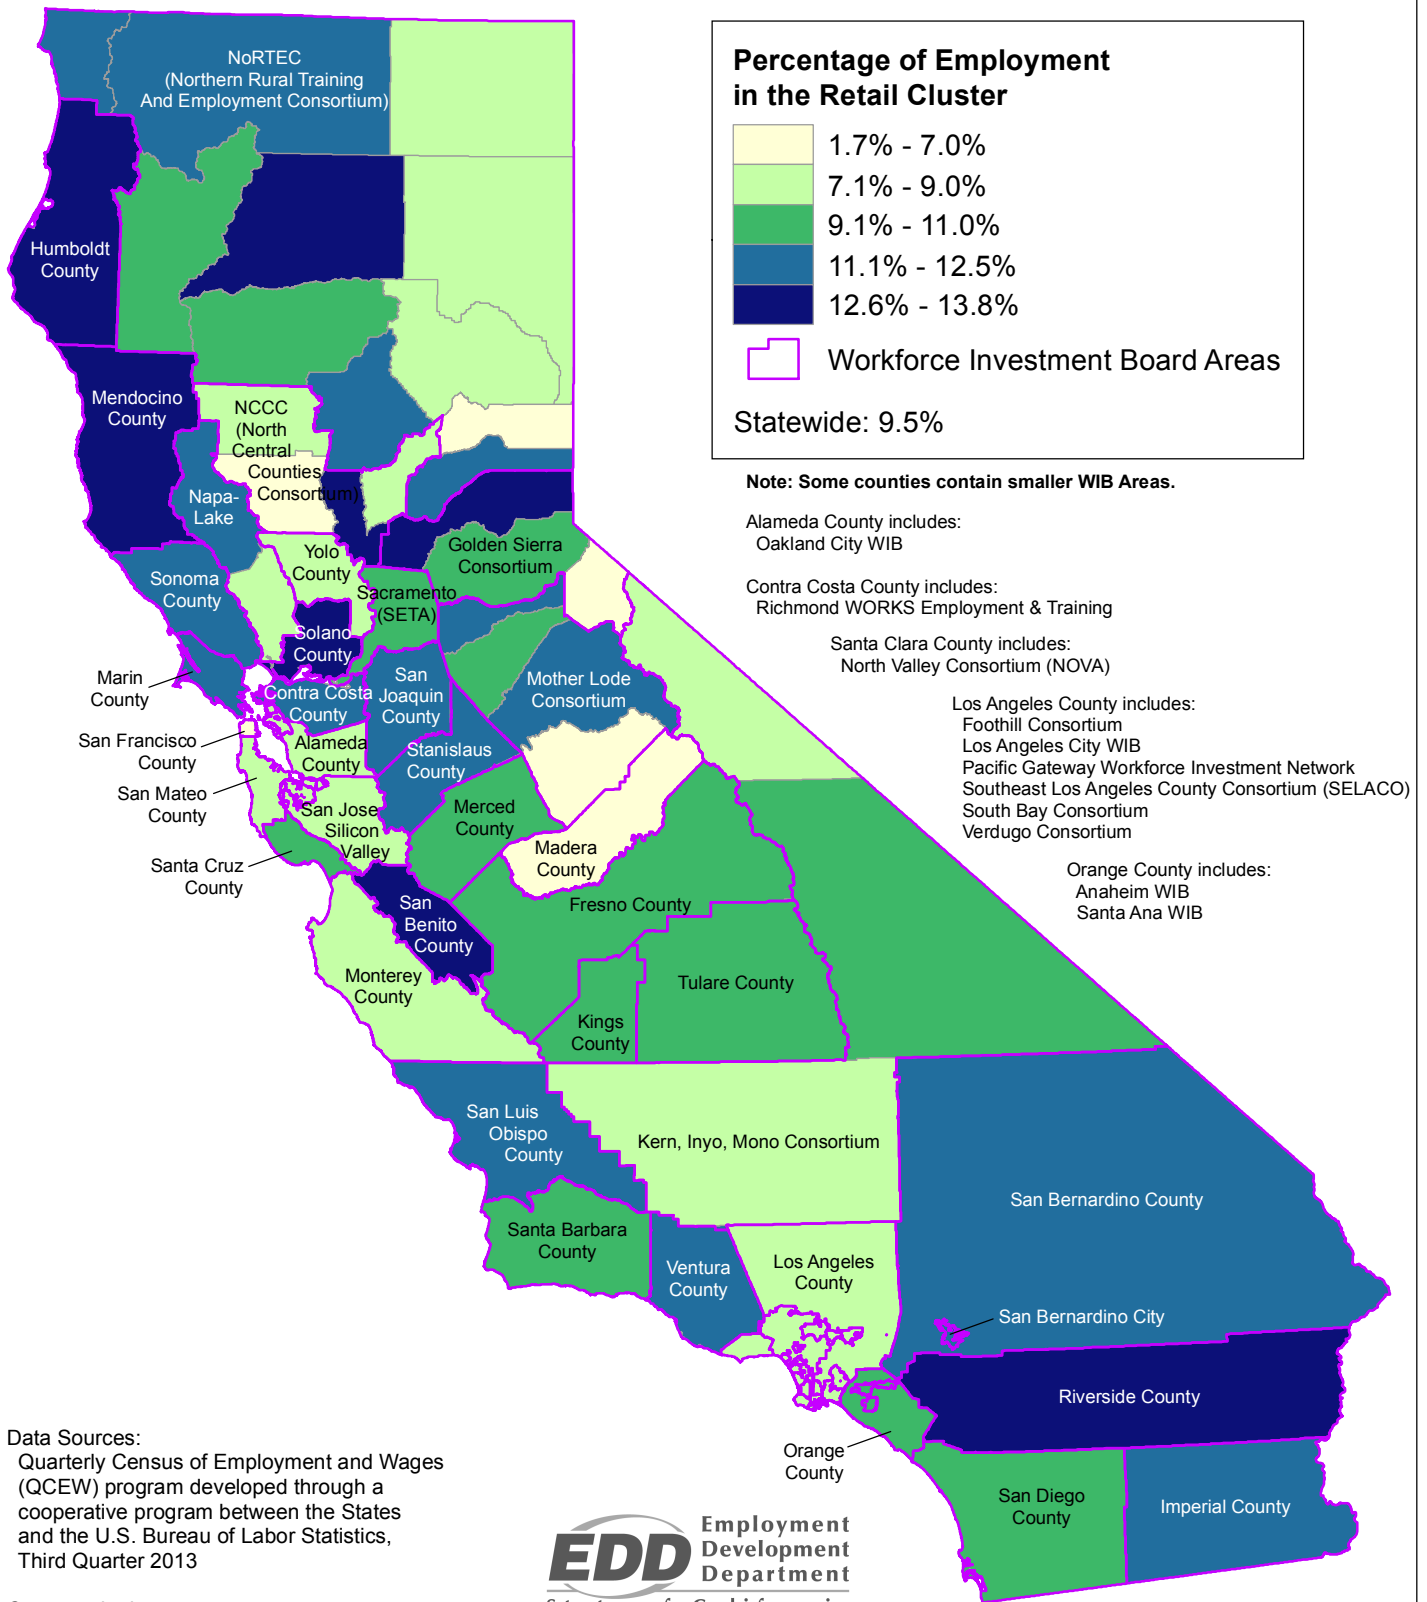 NoRTEC
(Northern Rural Training
And Employment Consortium)
Humboldt
County
Mendocino
County
NCCC
(North
Central
Counties
Consortium)
Napa-
Lake
Sonoma
County
Yolo
County
Golden Sierra
Consortium
Sacramento
(SETA)
Solano
County
Marin
County
Contra Costa
County
San
Joaquin
County
Mother Lode
Consortium
San Francisco
County
Alameda
County
Stanislaus
County
San Mateo
County
San Jose
Silicon
Valley
Merced
County
Santa Cruz
County
Madera
County
San
Benito
County
Fresno County
Monterey
County
Tulare County
Kings
County
San Luis
Obispo
County
Kern, Inyo, Mono Consortium
San Bernardino County
Santa Barbara
County
Ventura
County
Los Angeles
County
San Bernardino City
Riverside County
Orange
County
San Diego
County
Imperial County
Percentage of Employment
in the Retail Cluster
1.7% - 7.0%
7.1% - 9.0%
9.1% - 11.0%
11.1% - 12.5%
12.6% - 13.8%
Workforce Investment Board Areas
Statewide: 9.5%
Note: Some counties contain smaller WIB Areas.
Alameda County includes:
Oakland City WIB
Contra Costa County includes:
Richmond WORKS Employment & Training
Santa Clara County includes:
North Valley Consortium (NOVA)
Los Angeles County includes:
Foothill Consortium
Los Angeles City WIB
Pacific Gateway Workforce Investment Network
Southeast Los Angeles County Consortium (SELACO)
South Bay Consortium
Verdugo Consortium
Orange County includes:
Anaheim WIB
Santa Ana WIB
Data Sources:
Quarterly Census of Employment and Wages
(QCEW) program developed through a
cooperative program between the States
and the U.S. Bureau of Labor Statistics,
Third Quarter 2013
EDD
Employment
Development
Department